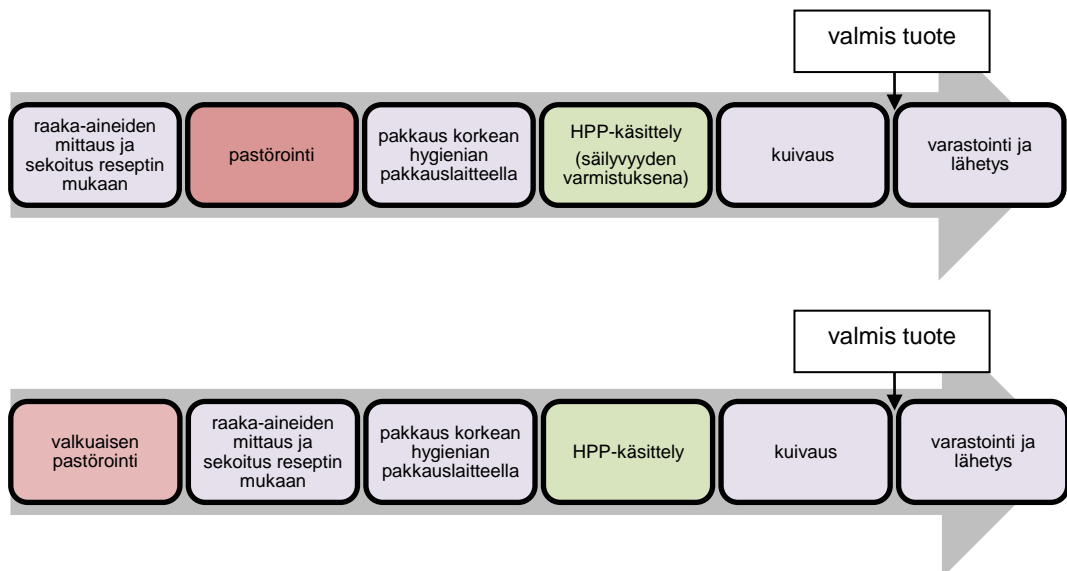 valmis tuote
raaka-aineiden
mittaus ja
sekoitus reseptin
mukaan
pastörointi
pakkaus korkean
hygienian
pakkauslaitteella
HPP-käsittely
(säilyvyyden
varmistuksena)
kuivaus
varastointi ja
lähetys
valmis tuote
valkuaisen
pastörointi
raaka-aineiden
mittaus ja
sekoitus reseptin
mukaan
pakkaus korkean
hygienian
pakkauslaitteella
HPP-käsittely
kuivaus
varastointi ja
lähetys